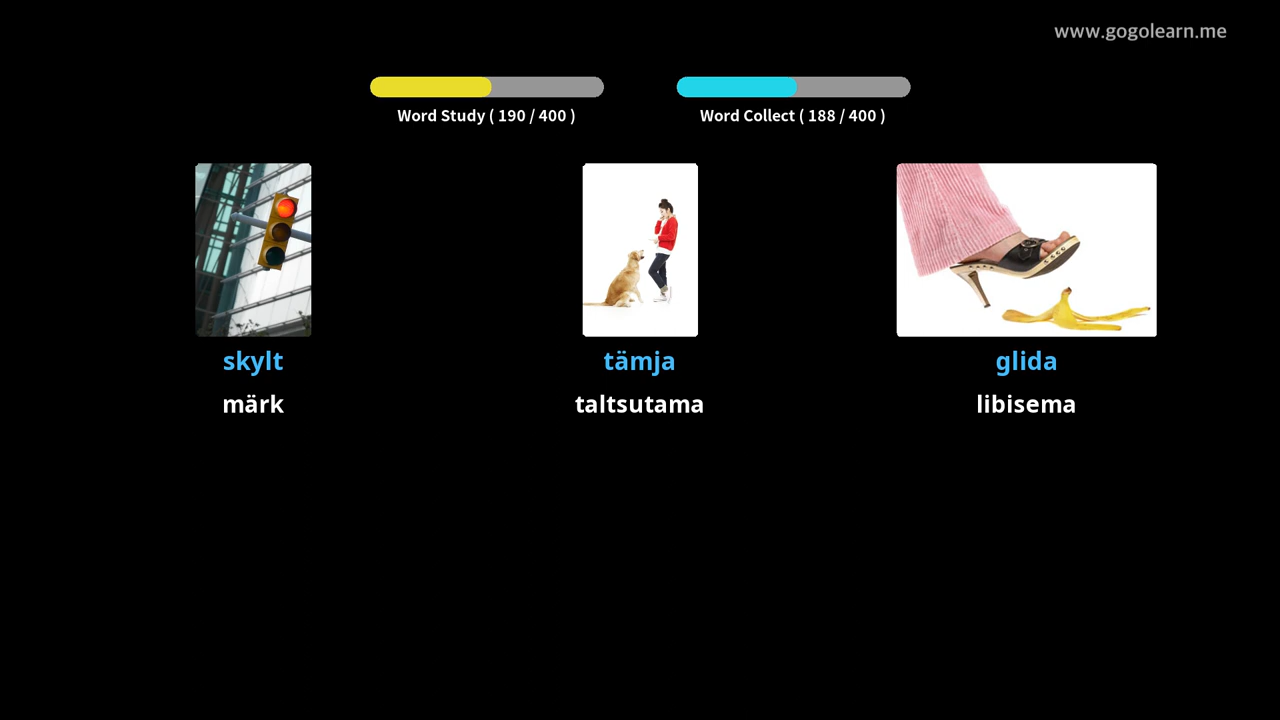 www.gogolearn.me
Word Study ( 190 / 400 )
Word Collect ( 188 / 400 )
skylt
tämja
glida
märk
taltsutama
libisema